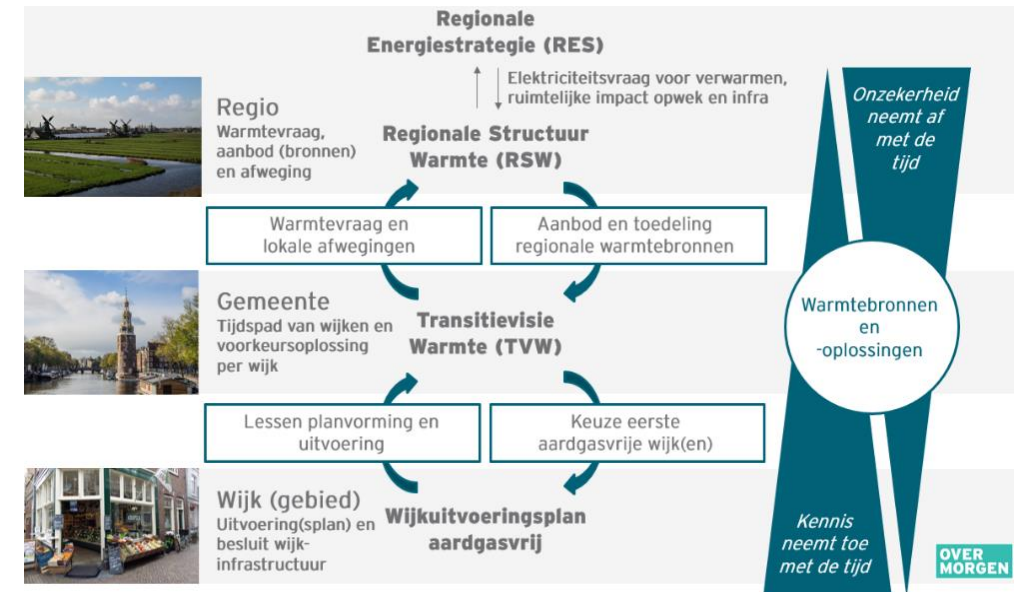 Regionale
Energiestrategie (RES)
Elektriciteitsvraag voor verwarmen,
ruimtelijke impact opwek en infra
Regio
Warmtevraag,
aanbod (bronnen)
en afweging
Regionale Structuur
Warmte (RSW)
Warmtevraag en
lokale afwegingen
Aanbod en toedeling
regionale warmtebronnen
Gemeente
Tijdspad van wijken en
voorkeursoplossing
per wijk
Transitievisie
Warmte (TVW)
Lessen planvorming en
uitvoering
Keuze eerste
aardgasvrije wijk(en)
Wijk (gebied)
Uitvoering(splan) en
besluit wijk-
infrastructuur
Wijkuitvoeringsplan
aardgasvrij
Onzekerheid
neemt af
met de
tijd
Warmtebronnen
en
-oplossingen
Kennis
neemt toe
met de tijd
OVER
MORGEN